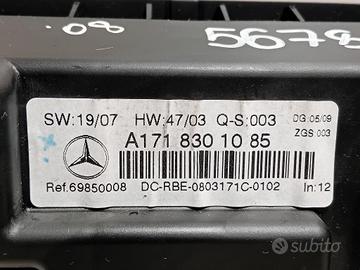 08
5678
SW:19/07 HW:47/03 Q-S:003 DG:05/09
ZGS:003
A171 830 10 85
Ref.69850008 DC-RBE-0803171C-0102 In:12
subito